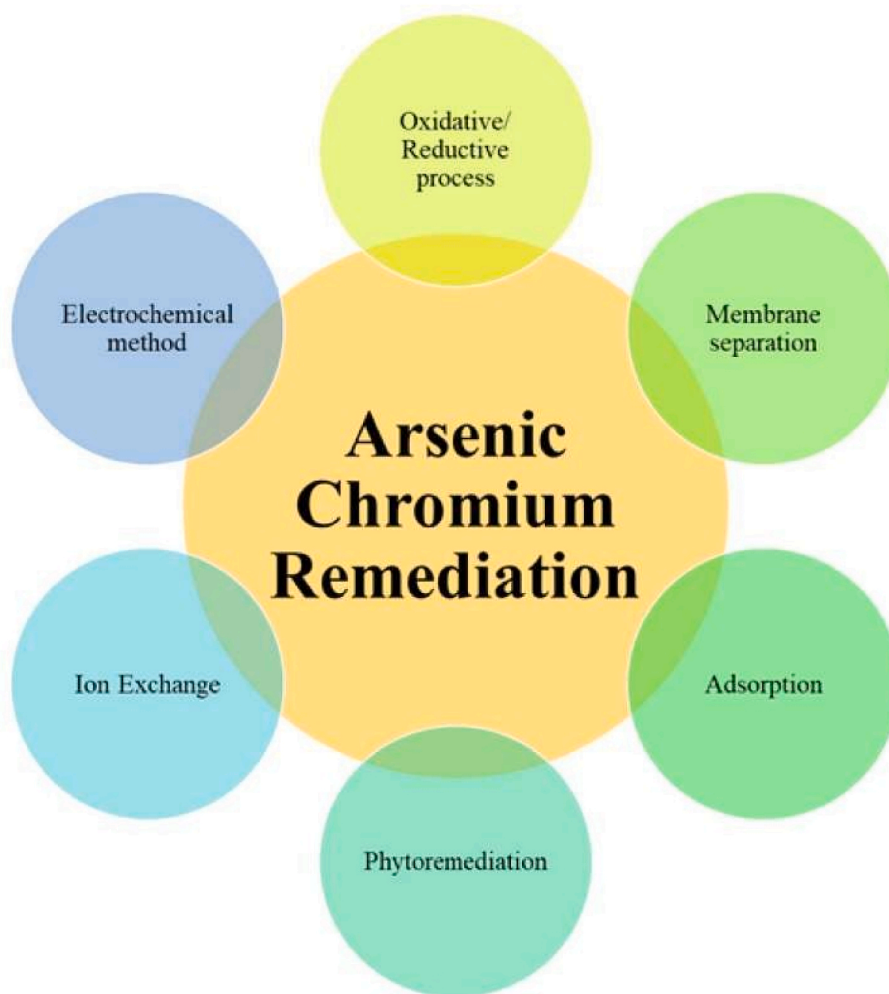 Oxidative/
Reductive
process
Electrochemical
method
Membrane
separation
Arsenic
Chromium
Remediation
Ion Exchange
Adsorption
Phytoremediation